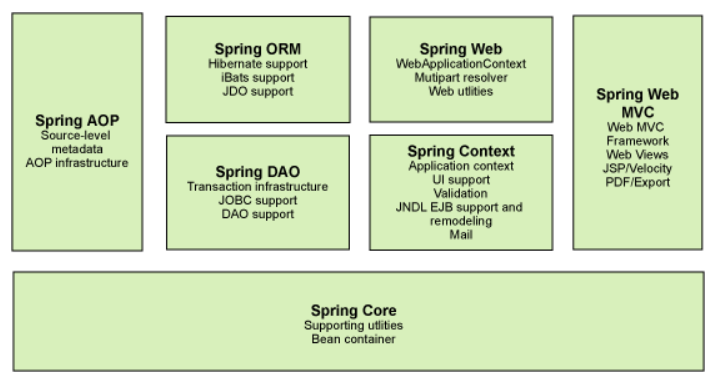 Spring AOP
Source-level
metadata
AOP infrastructure
Spring ORM
Hibernate support
iBats support
JDO support
Spring DAO
Transaction infrastructure
JOBC support
DAO support
Spring Web
WebApplicationContext
Mutipart resolver
Web utlities
Spring Context
Application context
UI support
Validation
JNDL EJB support and
remodeling
Mail
Spring Web
MVC
Web MVC
Framework
Web Views
JSP/Velocity
PDF/Export
Spring Core
Supporting utlities
Bean container